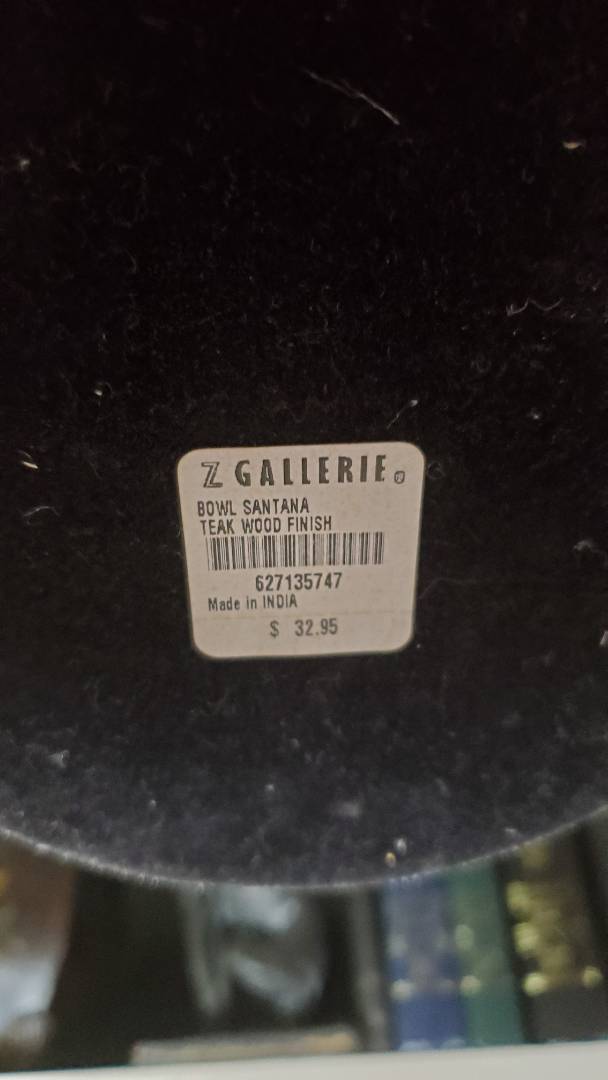 Z GALLERIE
BOWL SANTANA
TEAK WOOD FINISH
627135747
Made in INDIA
$ 32.95